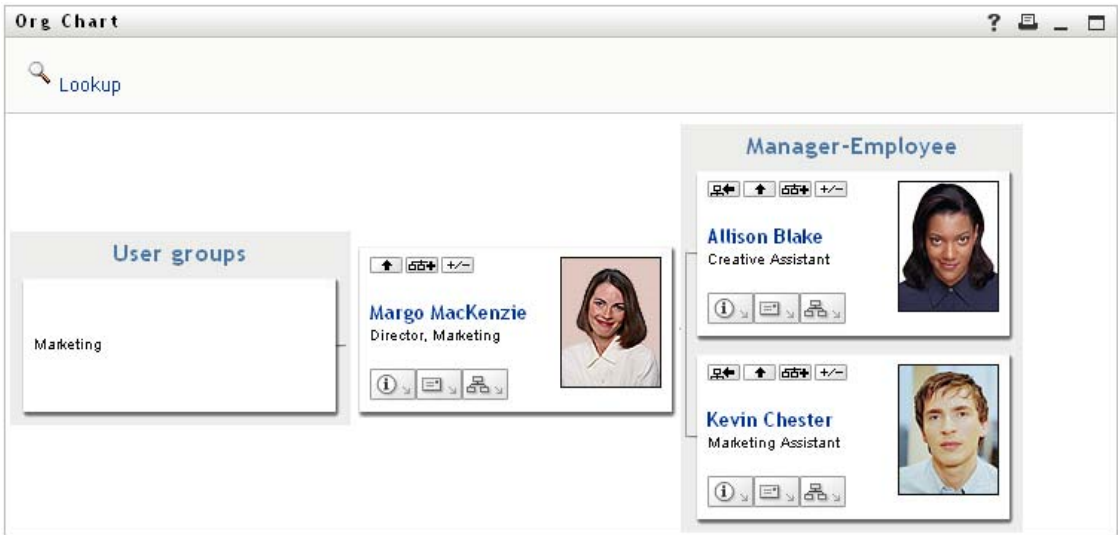 Org Chart
?
Lookup
Manager-Employee
+/-
Allison Blake
Creative Assistant
User groups
+/-
Marketing
Margo MacKenzie
Director, Marketing
+/-
Kevin Chester
Marketing Assistant